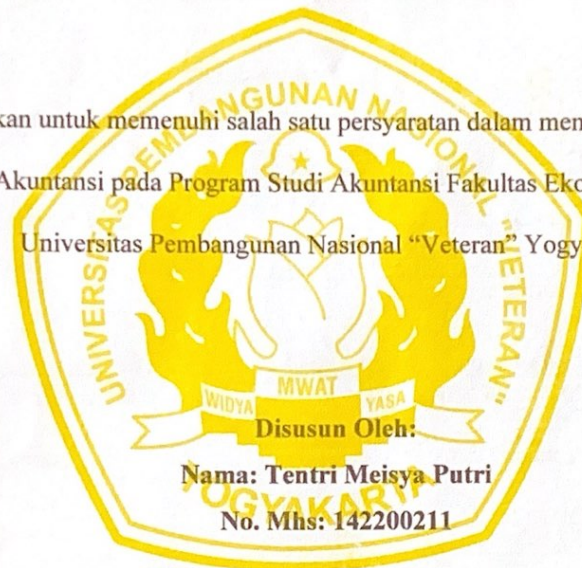 kan untuk memenuhi salah satu persyaratan dalam men
Akuntansi pada Program Studi Akuntansi Fakultas Eko
Universitas Pembangunan Nasional “Veteran” Yogy
UNIVERSITAS PEMBANGUNAN NASIONAL "VETERAN"
WIDYA MWAT YASA
Disusun Oleh:
Nama: Tentri Meisya Putri
YOGYAKARTA
No. Mhs: 142200211